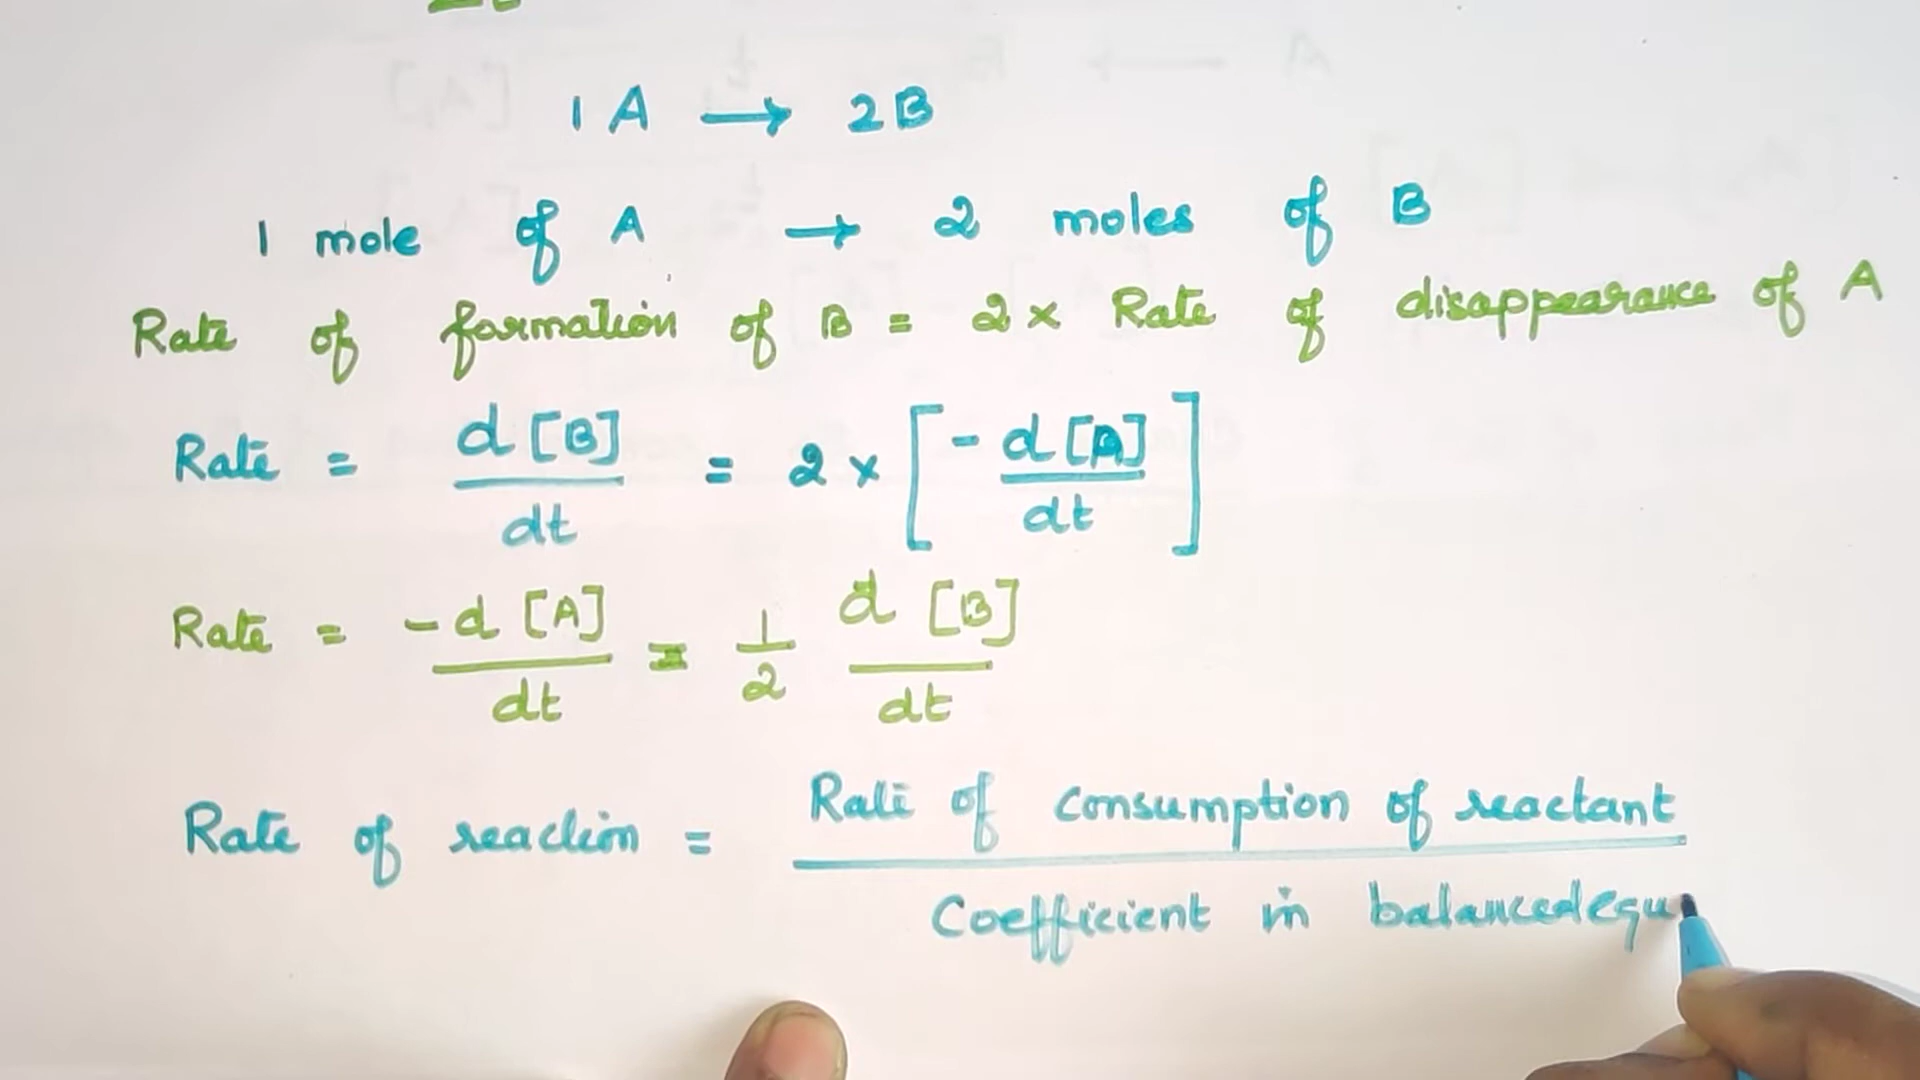 1 A → 2B
1 mole of A → 2 moles of B
Rate of formation of B = 2 × Rate of disappearance of A
Rate = d [B] / dt = 2 × [ - d [A] / dt ]
Rate = - d [A] / dt = 1/2 d [B] / dt
Rate of reaction = Rate of consumption of reactant
Coefficient in balanced equ